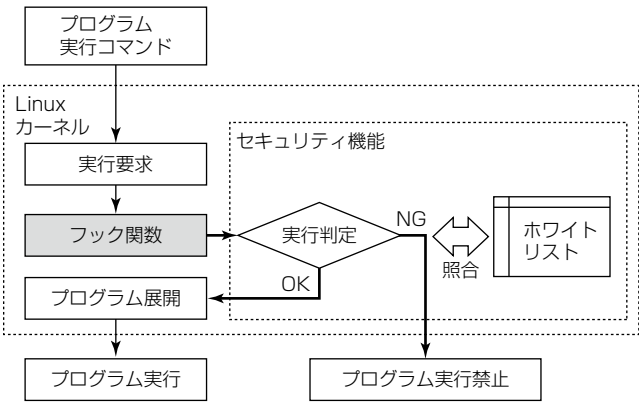 プログラム
実行コマンド
Linux
カーネル
セキュリティ機能
実行要求
フック関数
実行判定
NG
照合
ホワイト
リスト
OK
プログラム展開
プログラム実行
プログラム実行禁止